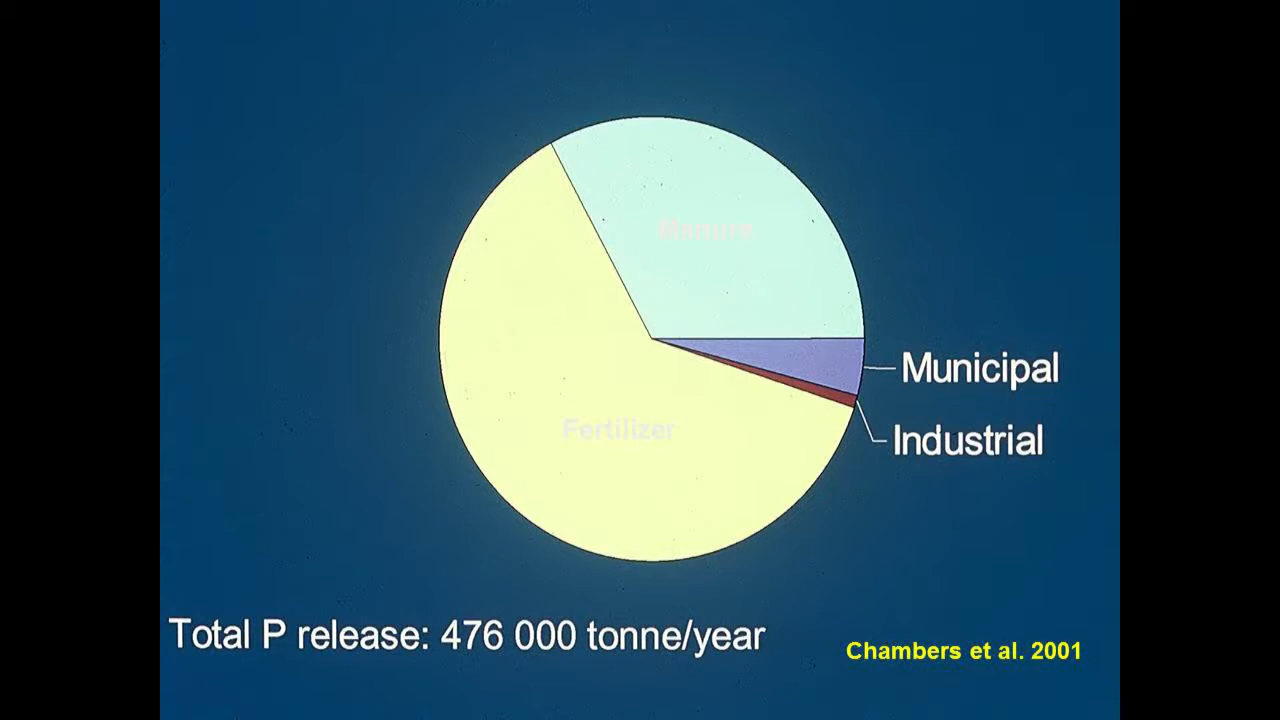 Manure
Municipal
Fertilizer
Industrial
Total P release: 476 000 tonne/year
Chambers et al. 2001